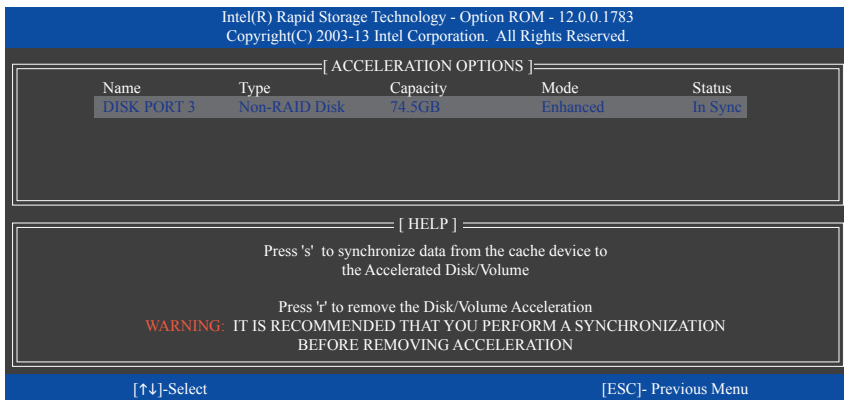 Intel(R) Rapid Storage Technology - Option ROM - 12.0.0.1783
Copyright(C) 2003-13 Intel Corporation. All Rights Reserved.
[ ACCELERATION OPTIONS ]
Name Type Capacity Mode Status
DISK PORT 3 Non-RAID Disk 74.5GB Enhanced In Sync
[ HELP ]
Press 's' to synchronize data from the cache device to
the Accelerated Disk/Volume
Press 'r' to remove the Disk/Volume Acceleration
WARNING: IT IS RECOMMENDED THAT YOU PERFORM A SYNCHRONIZATION
BEFORE REMOVING ACCELERATION
[↑↓]-Select [ESC]- Previous Menu